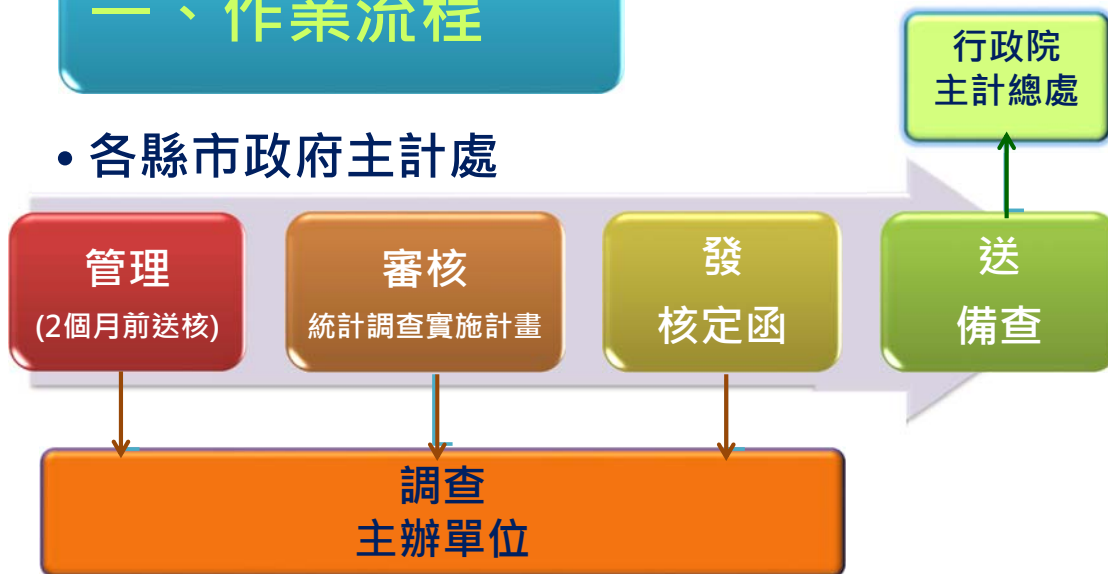 一、作業流程
行政院
主計總處
• 各縣市政府主計處
管理
(2個月前送核)
審核
統計調查實施計畫
發
核定函
送
備查
調查
主辦單位